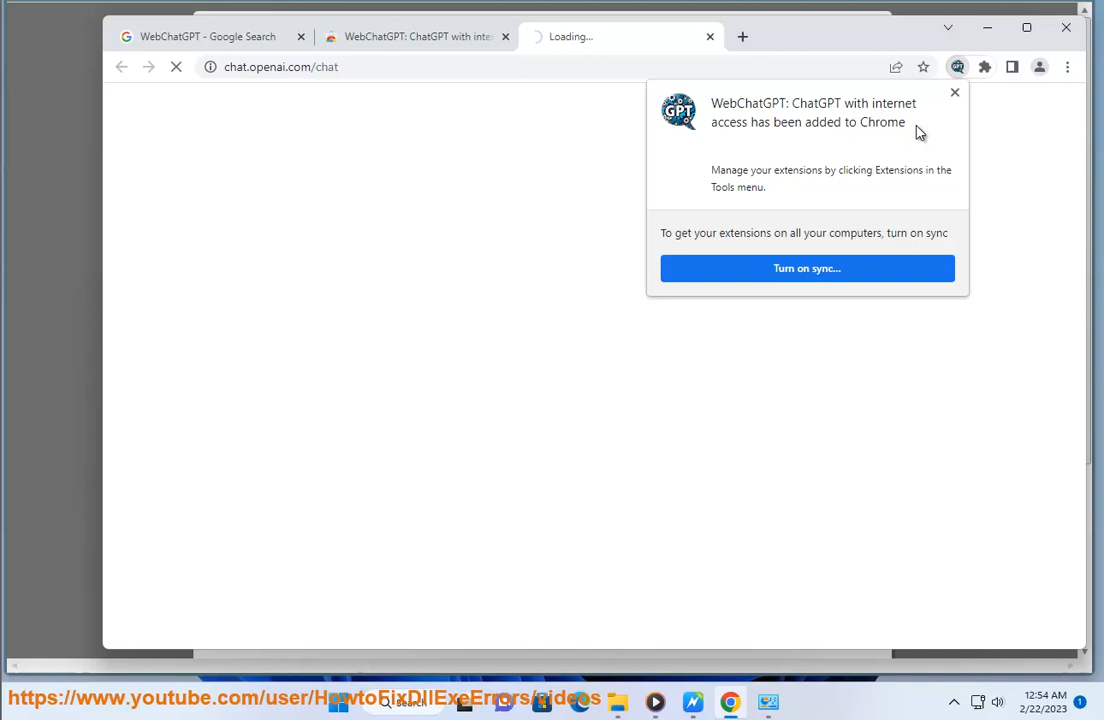 WebChatGPT - Google Search
WebChatGPT: ChatGPT with inte
Loading...
chat.openai.com/chat
GPT
GPT
WebChatGPT: ChatGPT with internet
access has been added to Chrome
Manage your extensions by clicking Extensions in the
Tools menu.
To get your extensions on all your computers, turn on sync
Turn on sync...
https://www.youtube.com/user/HowtoFixDllExeErrors/videos
Search
12:54 AM
2/22/2023
1